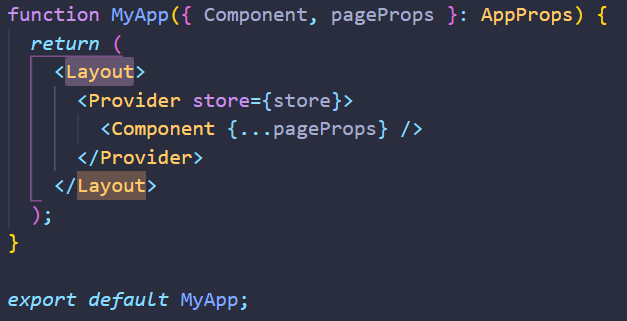 function MyApp({ Component, pageProps }: AppProps) {
  return (
    <Layout>
      <Provider store={store}>
        <Component {...pageProps} />
      </Provider>
    </Layout>
  );
}

export default MyApp;